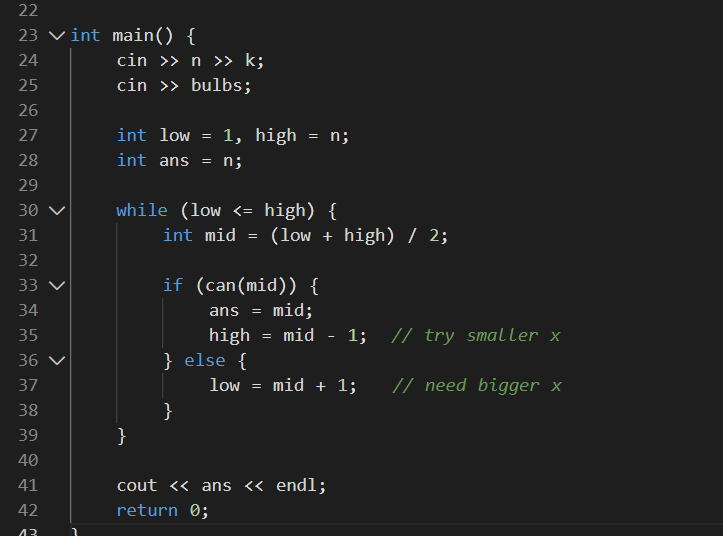 22
23 int main() {
24 cin >> n >> k;
25 cin >> bulbs;
26
27 int low = 1, high = n;
28 int ans = n;
29
30 while (low <= high) {
31 int mid = (low + high) / 2;
32
33 if (can(mid)) {
34 ans = mid;
35 high = mid - 1;  // try smaller x
36 } else {
37 low = mid + 1;   // need bigger x
38 }
39 }
40
41 cout << ans << endl;
42 return 0;
43 }